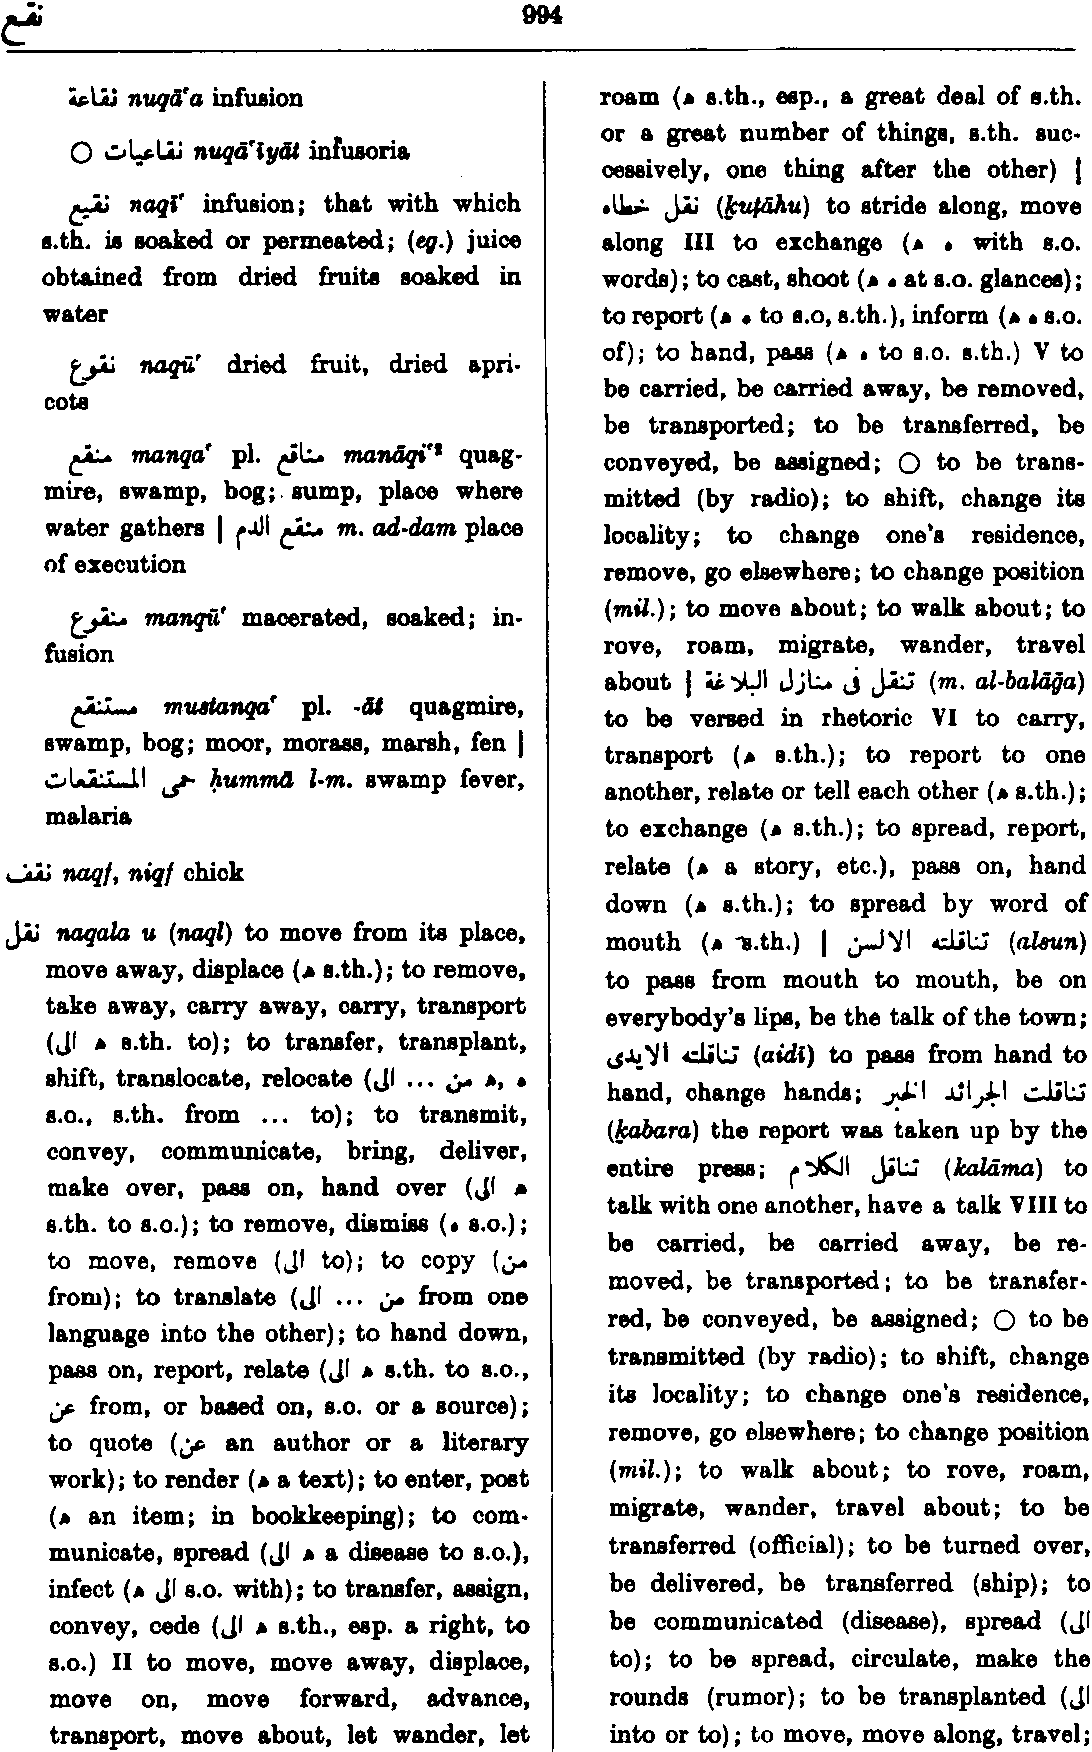 نقع
994
نقاعة nuqā‘a infusion
○ نقاعيات nuqā‘īyāt infusoria
نقيع naqī‘ infusion; that with which
s.th. is soaked or permeated; (eg.) juice
obtained from dried fruits soaked in
water
نقوع naqū‘ dried fruit, dried apri-
cots
منقع manqa‘ pl. مناقع manāqi‘² quag-
mire, swamp, bog; sump, place where
water gathers | منقع الدم m. ad-dam place
of execution
منقوع manqū‘ macerated, soaked; in-
fusion
مستنقع mustanqa‘ pl. -āt quagmire,
swamp, bog; moor, morass, marsh, fen |
حمى المستنقعات ḥummā l-m. swamp fever,
malaria
نقف naqf, niqf chick
نقل naqala u (naql) to move from its place,
move away, displace (ه s.th.); to remove,
take away, carry away, carry, transport
(ه الى s.th. to); to transfer, transplant,
shift, translocate, relocate (ه, ه من ... الى
s.o., s.th. from ... to); to transmit,
convey, communicate, bring, deliver,
make over, pass on, hand over (ه الى
s.th. to s.o.); to remove, dismiss (ه s.o.);
to move, remove (الى to); to copy (من
from); to translate (من ... الى from one
language into the other); to hand down,
pass on, report, relate (ه الى s.th. to s.o.,
عن from, or based on, s.o. or a source);
to quote (عن an author or a literary
work); to render (ه a text); to enter, post
(ه an item; in bookkeeping); to com-
municate, spread (ه الى a disease to s.o.),
infect (ه الى s.o. with); to transfer, assign,
convey, cede (ه الى s.th., esp. a right, to
s.o.) II to move, move away, displace,
move on, move forward, advance,
transport, move about, let wander, let
roam (ه s.th., esp., a great deal of s.th.
or a great number of things, s.th. suc-
cessively, one thing after the other) |
نقل خطاه (ḵuṭāhu) to stride along, move
along III to exchange (ه ه with s.o.
words); to cast, shoot (ه ه at s.o. glances);
to report (ه ه to s.o, s.th.), inform (ه ه s.o.
of); to hand, pass (ه ه to s.o. s.th.) V to
be carried, be carried away, be removed,
be transported; to be transferred, be
conveyed, be assigned; ○ to be trans-
mitted (by radio); to shift, change its
locality; to change one's residence,
remove, go elsewhere; to change position
(mil.); to move about; to walk about; to
rove, roam, migrate, wander, travel
about | تنقل فى منازل البلاغة (m. al-balāḡa)
to be versed in rhetoric VI to carry,
transport (ه s.th.); to report to one
another, relate or tell each other (ه s.th.);
to exchange (ه s.th.); to spread, report,
relate (ه a story, etc.), pass on, hand
down (ه s.th.); to spread by word of
mouth (ه s.th.) | تناقلته الالسن (alsun)
to pass from mouth to mouth, be on
everybody's lips, be the talk of the town;
تناقلته الايدى (aidī) to pass from hand to
hand, change hands; تناقلت الجرائد الخبر
(ḵabara) the report was taken up by the
entire press; تناقل الكلام (kalāma) to
talk with one another, have a talk VIII to
be carried, be carried away, be re-
moved, be transported; to be transfer-
red, be conveyed, be assigned; ○ to be
transmitted (by radio); to shift, change
its locality; to change one's residence,
remove, go elsewhere; to change position
(mil.); to walk about; to rove, roam,
migrate, wander, travel about; to be
transferred (official); to be turned over,
be delivered, be transferred (ship); to
be communicated (disease), spread (الى
to); to be spread, circulate, make the
rounds (rumor); to be transplanted (الى
into or to); to move, move along, travel;